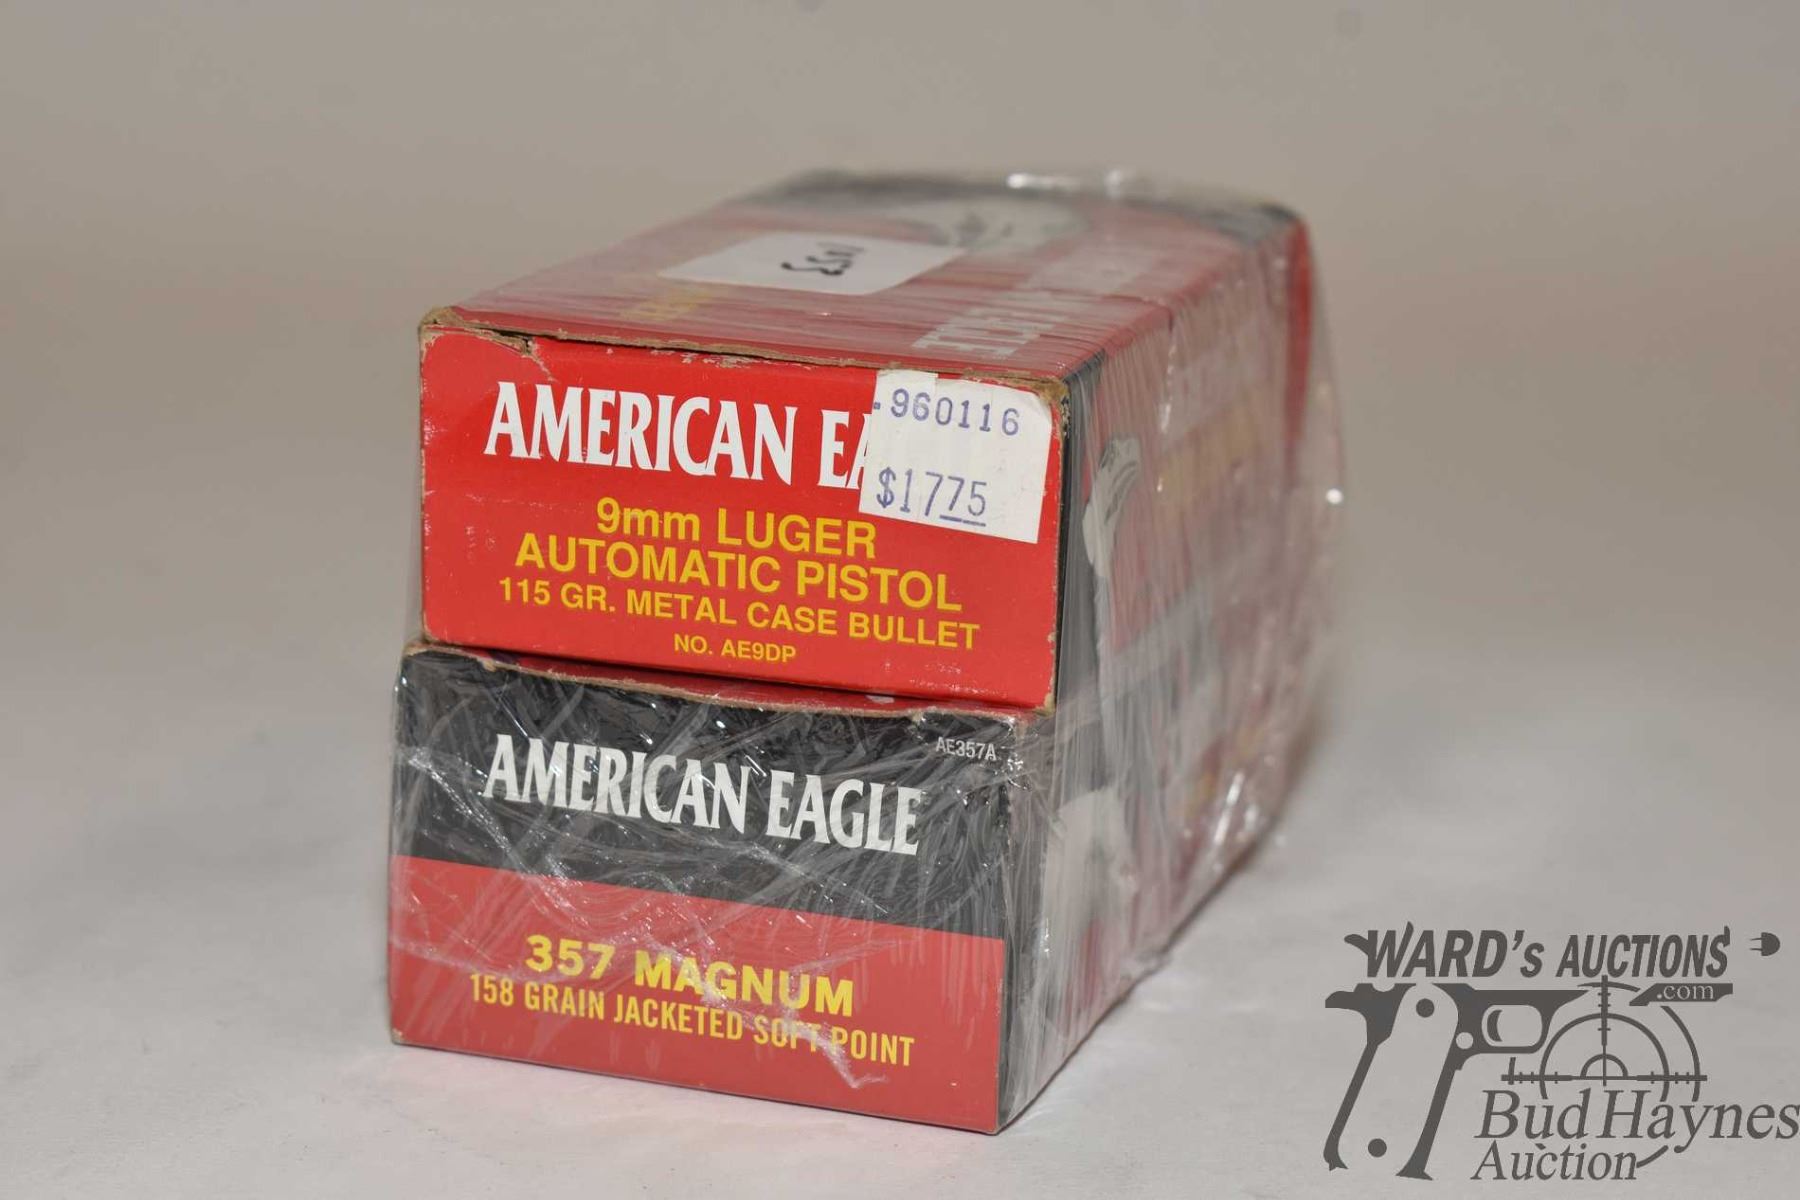 1153
AMERICAN EA
.960116
$1775
9mm LUGER
AUTOMATIC PISTOL
115 GR. METAL CASE BULLET
NO. AE9DP
AE357A
AMERICAN EAGLE
357 MAGNUM
158 GRAIN JACKETED SOFT POINT
WARD's AUCTIONS
.com
Bud Haynes
Auction